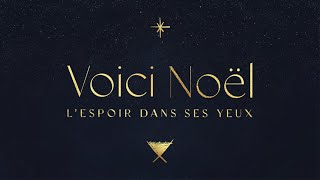 Voici Noël
L'ESPOIR DANS SES YEUX